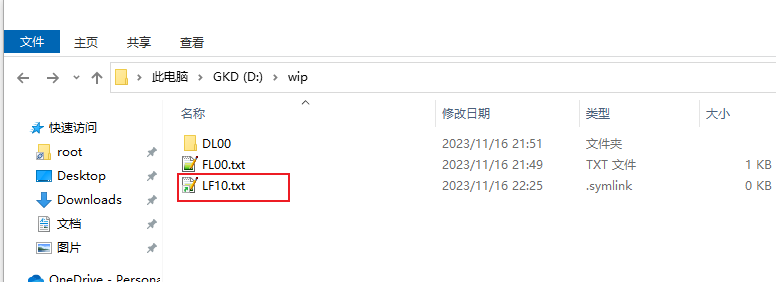 文件 主页 共享 查看
此电脑 GKD (D:) wip
名称 修改日期 类型 大小
快速访问
root
Desktop
Downloads
文档
图片
OneDrive - Persona
DL00 2023/11/16 21:51 文件夹
FL00.txt 2023/11/16 21:49 TXT 文件 1 KB
LF10.txt 2023/11/16 22:25 .symlink 0 KB